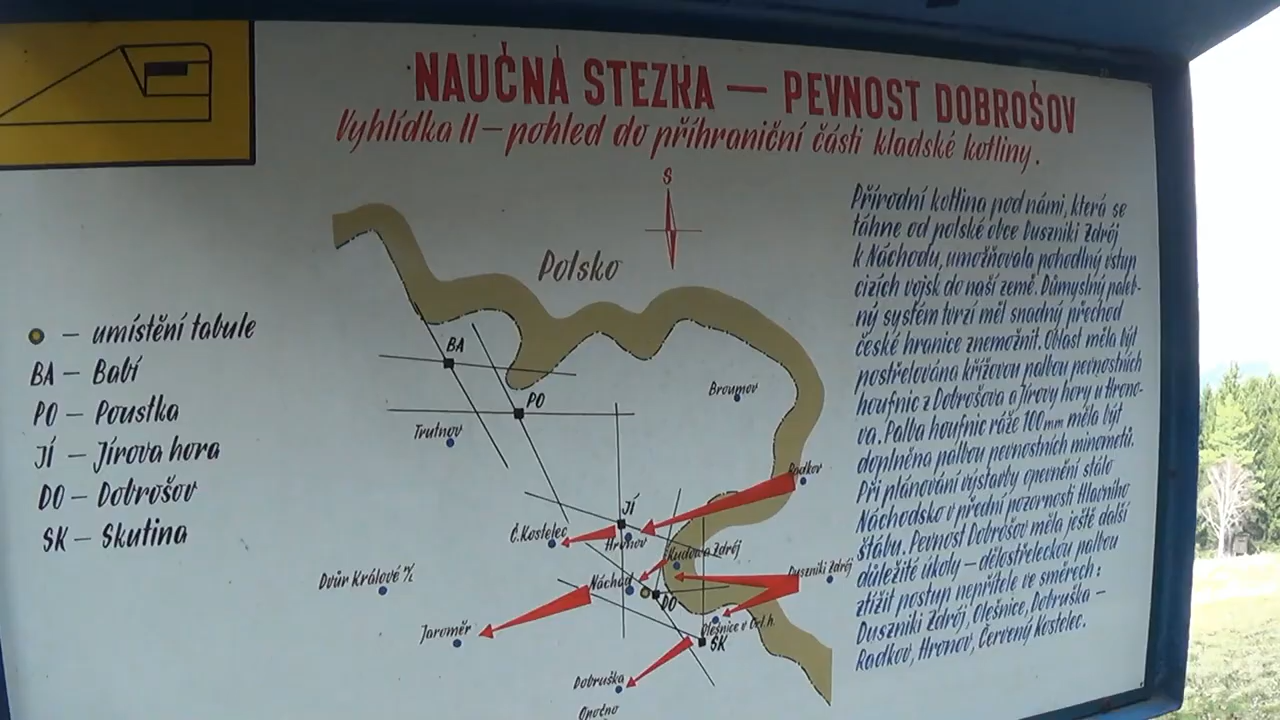 NAUČNÁ STEZKA — PEVNOST DOBROŠOV
Vyhlídka II – pohled do příhraniční části kladské kotliny.
– umístění tabule
BA – Babí
PO – Poustka
JÍ – Jírova hora
DO – Dobrošov
SK – Skutina
S
Polsko
BA
PO
Broumov
Trutnov
Radkov
JÍ
Č. Kostelec
Hronov
Kudowa Zdrój
Dvůr Králové n/L
Náchod
Duszniki Zdrój
DO
Olešnice v Orl. h.
Jaroměř
SK
Dobruška
Opočno
Přírodní kotlina pod námi, která se
táhne od polské obce Duszniki Zdrój
k Náchodu, umožňovala pohodlný vstup
cizích vojsk do naší země. Důmyslný paleb-
ný systém tvrzí měl snadný přechod
české hranice znemožnit. Oblast měla být
postřelována křížovou palbou pevnostních
houfnic z Dobrošova a Jírovy hory u Hrono-
va. Palba houfnic ráže 100mm měla být
doplněna palbou pevnostních minometů.
Při plánování výstavby opevnění stálo
Náchodsko v přední pozornosti Hlavního
štábu. Pevnost Dobrošov měla ještě další
důležité úkoly – dělostřeleckou palbou
ztížit postup nepřítele ve směrech:
Duszniki Zdrój, Olešnice, Dobruška –
Radkov, Hronov, Červený Kostelec.